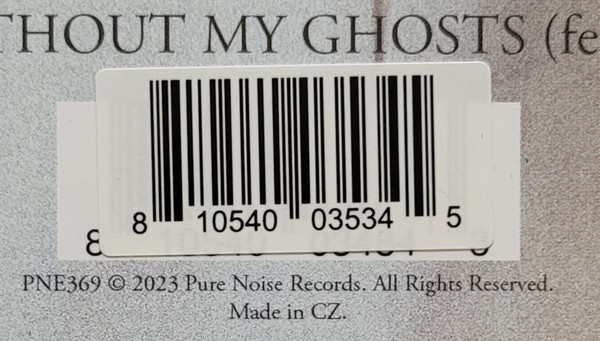 THOUT MY GHOSTS (fe
8 10540 03534 5
PNE369 © 2023 Pure Noise Records. All Rights Reserved.
Made in CZ.